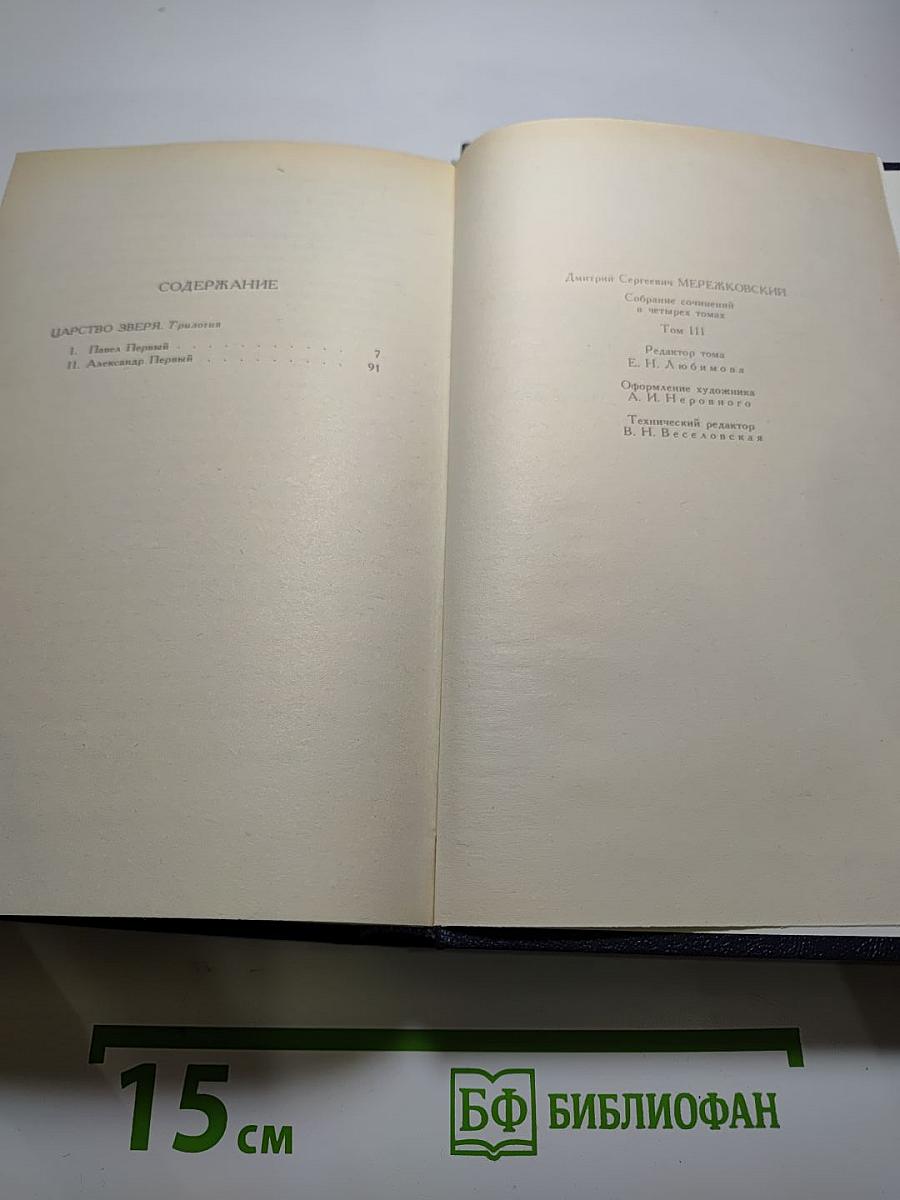 СОДЕРЖАНИЕ
ЦАРСТВО ЗВЕРЯ. Трилогия
I. Павел Первый . . . . . . . . . . . . 7
II. Александр Первый . . . . . . . . . . 91
Дмитрий Сергеевич МЕРЕЖКОВСКИЙ
Собрание сочинений
в четырех томах
Том III
Редактор тома
Е. Н. Любимова
Оформление художника
А. И. Неровного
Технический редактор
В. Н. Веселовская
15 см
БФ БИБЛИОФАН